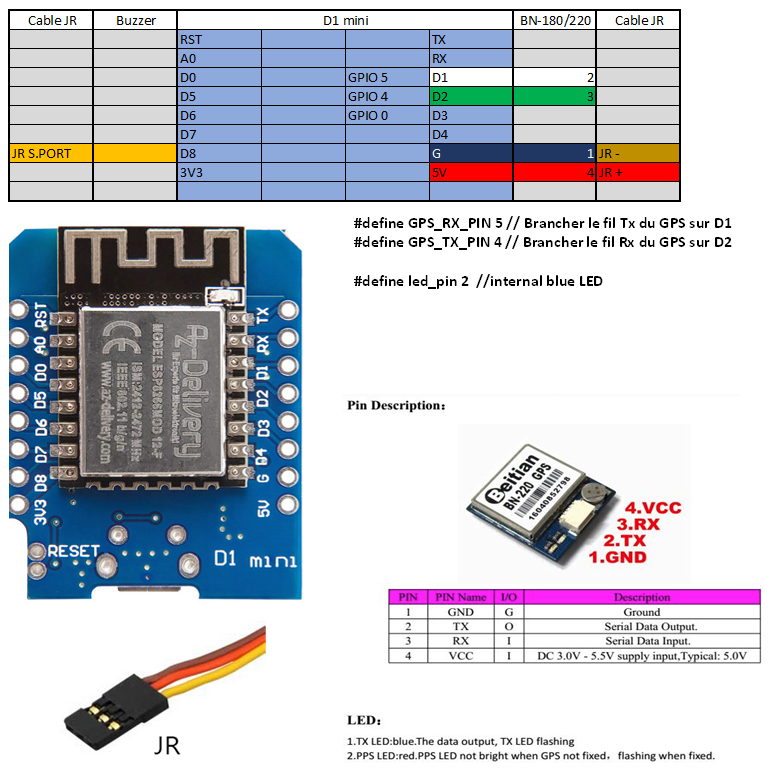 Cable JR Buzzer D1 mini BN-180/220 Cable JR
RST TX
A0 RX
D0 GPIO 5 D1 2
D5 GPIO 4 D2 3
D6 GPIO 0 D3
D7 D4
JR S.PORT D8 G 1 JR -
3V3 5V 4 JR +
#define GPS_RX_PIN 5 // Brancher le fil Tx du GPS sur D1
#define GPS_TX_PIN 4 // Brancher le fil Rx du GPS sur D2
#define led_pin 2 //internal blue LED
RST
A0
D0
D5
D6
D7
D8
3V3
TX
RX
D1
D2
D3
D4
G
5V
Az-Delivery
Ihr Experte für Mikroelektronik!
MODEL ESP8266MOD 12-F
ISM:2412-2472 MHz
IEEE 802.11 b/g/n
www.az-delivery.com
CE
RESET
D1 mini
JR
Pin Description:
Beitian
BN-220 GPS
16040852798
4.VCC
3.RX
2.TX
1.GND
PIN PIN Name I/O Description
1 GND G Ground
2 TX O Serial Data Output.
3 RX I Serial Data Input.
4 VCC I DC 3.0V - 5.5V supply input,Typical: 5.0V
LED:
1.TX LED:blue.The data output, TX LED flashing
2.PPS LED:red.PPS LED not bright when GPS not fixed，flashing when fixed.